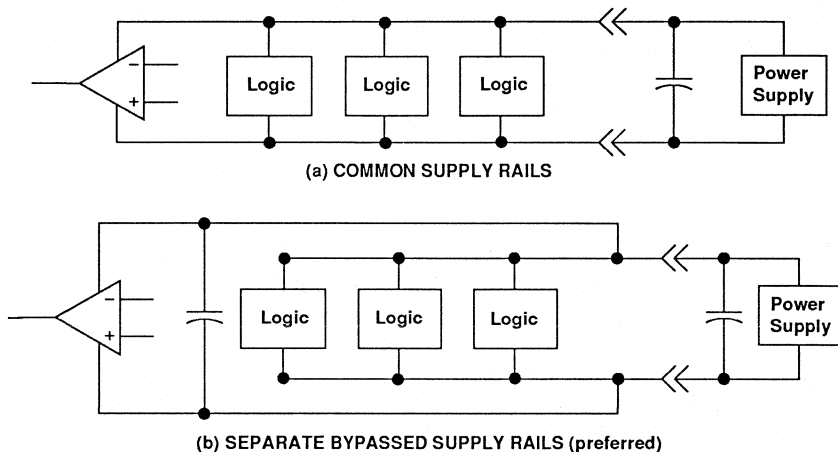 −
+
Logic
Logic
Logic
Power
Supply
(a) COMMON SUPPLY RAILS
−
+
Logic
Logic
Logic
Power
Supply
(b) SEPARATE BYPASSED SUPPLY RAILS (preferred)